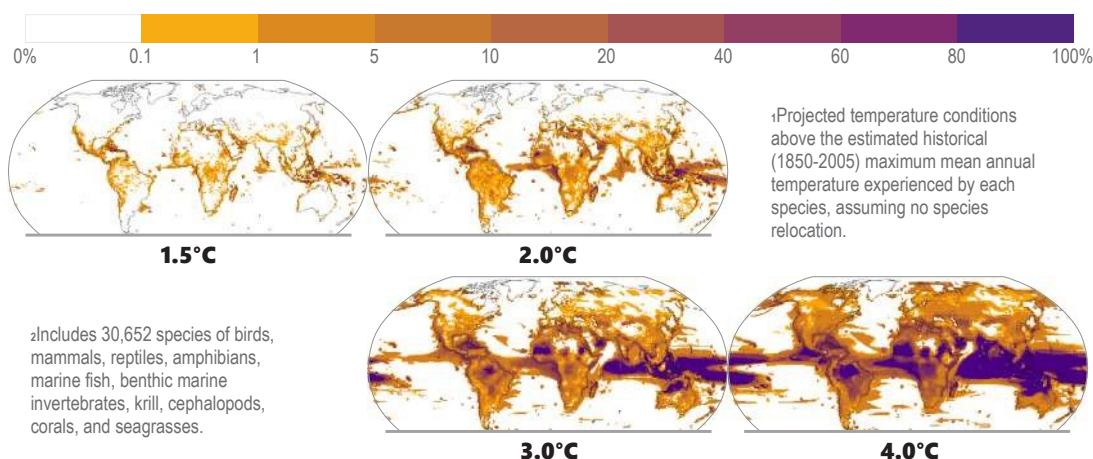 0% 0.1 1 5 10 20 40 60 80 100%
¹Projected temperature conditions
above the estimated historical
(1850-2005) maximum mean annual
temperature experienced by each
species, assuming no species
relocation.
1.5°C 2.0°C
²Includes 30,652 species of birds,
mammals, reptiles, amphibians,
marine fish, benthic marine
invertebrates, krill, cephalopods,
corals, and seagrasses.
3.0°C 4.0°C